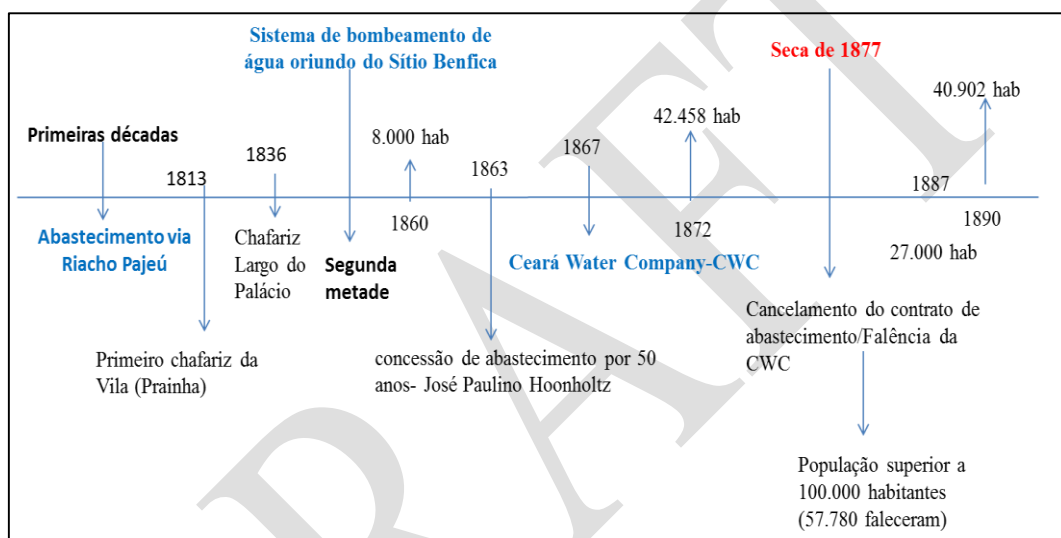 Sistema de bombeamento de
água oriundo do Sítio Benfica
Seca de 1877
Primeiras décadas
1813
1836
8.000 hab
1863
1867
42.458 hab
40.902 hab
1887
Abastecimento via
Riacho Pajeú
Chafariz
Largo do
Palácio
Segunda
metade
1860
Ceará Water Company-CWC
1872
1890
27.000 hab
Primeiro chafariz da
Vila (Prainha)
concessão de abastecimento por 50
anos- José Paulino Hoonholtz
Cancelamento do contrato de
abastecimento/Falência da
CWC
População superior a
100.000 habitantes
(57.780 faleceram)
RAFT